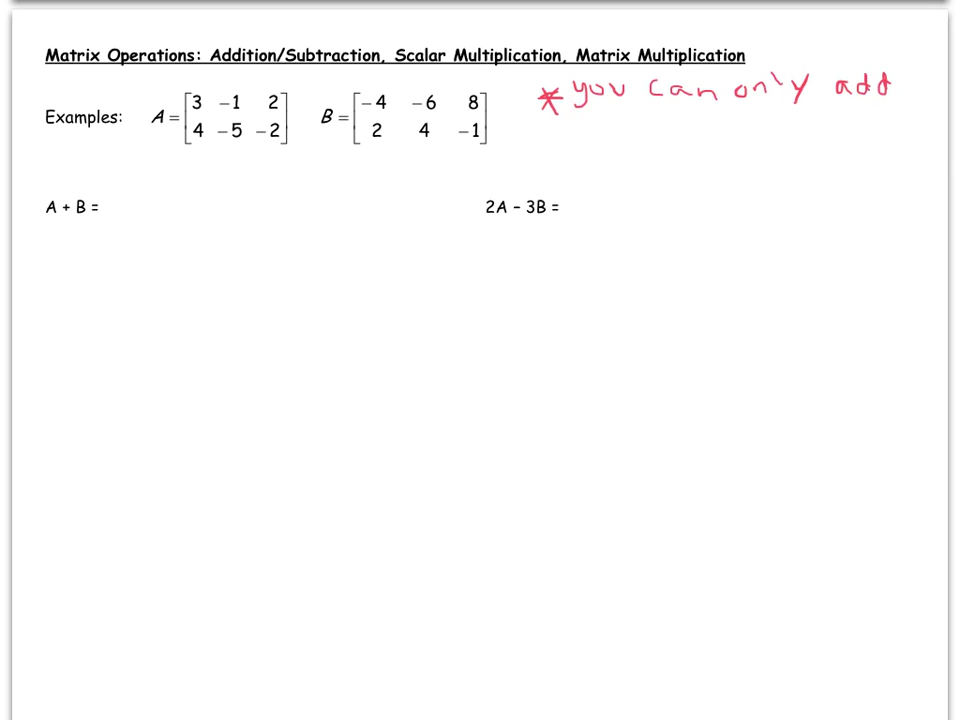 Matrix Operations: Addition/Subtraction, Scalar Multiplication, Matrix Multiplication
* you can only add
Examples: A = [3 −1 2] B = [−4 −6 8]
[4 −5 −2] [2 4 −1]
A + B = 2A – 3B =